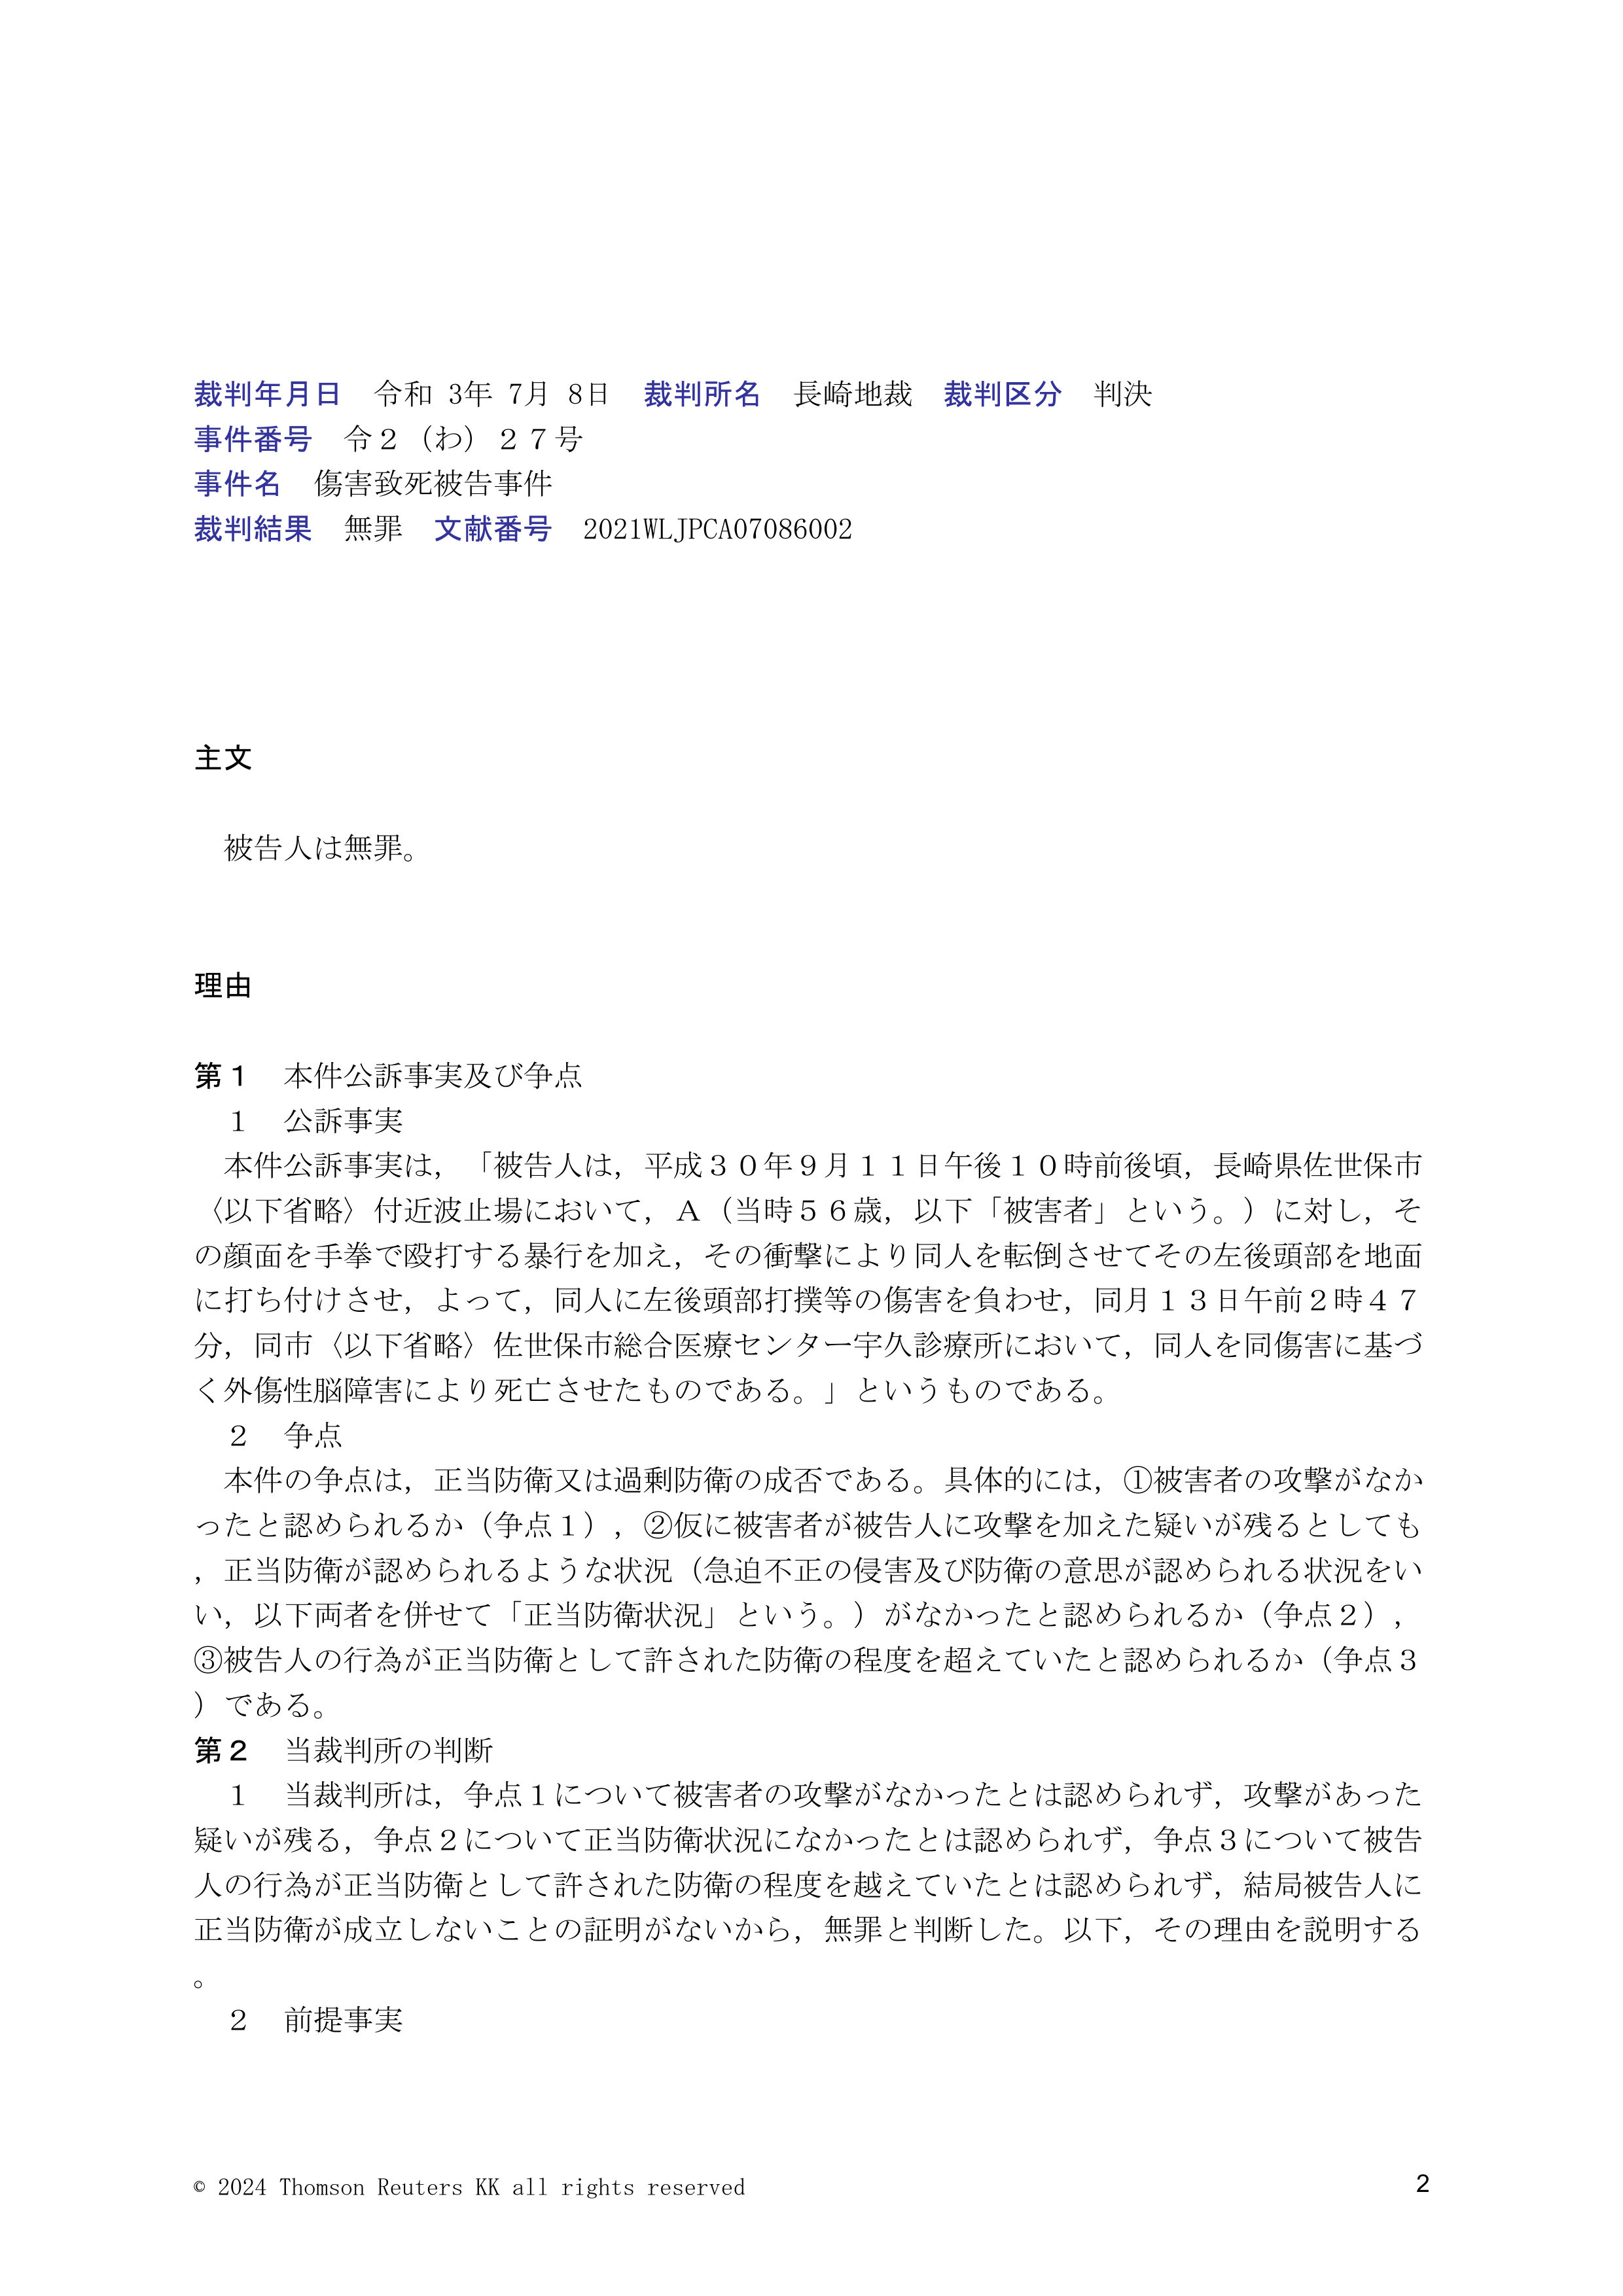 裁判年月日　令和 3年 7月 8日　裁判所名　長崎地裁　裁判区分　判決
事件番号　令２（わ）２７号
事件名　傷害致死被告事件
裁判結果　無罪　文献番号　2021WLJPCA07086002
主文
　被告人は無罪。
理由
第１　本件公訴事実及び争点
　１　公訴事実
　本件公訴事実は，「被告人は，平成３０年９月１１日午後１０時前後頃，長崎県佐世保市
〈以下省略〉付近波止場において，Ａ（当時５６歳，以下「被害者」という。）に対し，そ
の顔面を手拳で殴打する暴行を加え，その衝撃により同人を転倒させてその左後頭部を地面
に打ち付けさせ，よって，同人に左後頭部打撲等の傷害を負わせ，同月１３日午前２時４７
分，同市〈以下省略〉佐世保市総合医療センター宇久診療所において，同人を同傷害に基づ
く外傷性脳障害により死亡させたものである。」というものである。
　２　争点
　本件の争点は，正当防衛又は過剰防衛の成否である。具体的には，①被害者の攻撃がなか
ったと認められるか（争点１），②仮に被害者が被告人に攻撃を加えた疑いが残るとしても
，正当防衛が認められるような状況（急迫不正の侵害及び防衛の意思が認められる状況をい
い，以下両者を併せて「正当防衛状況」という。）がなかったと認められるか（争点２），
③被告人の行為が正当防衛として許された防衛の程度を超えていたと認められるか（争点３
）である。
第２　当裁判所の判断
　１　当裁判所は，争点１について被害者の攻撃がなかったとは認められず，攻撃があった
疑いが残る，争点２について正当防衛状況になかったとは認められず，争点３について被告
人の行為が正当防衛として許された防衛の程度を越えていたとは認められず，結局被告人に
正当防衛が成立しないことの証明がないから，無罪と判断した。以下，その理由を説明する
。
　２　前提事実
© 2024 Thomson Reuters KK all rights reserved
2